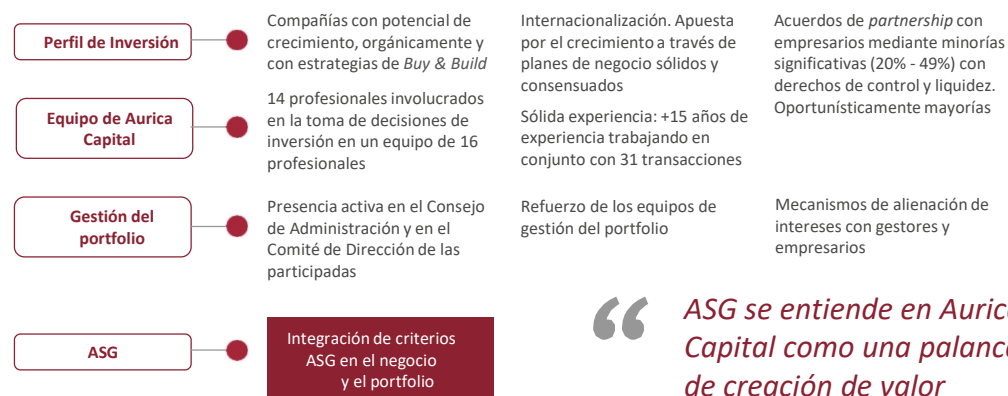 Perfil de Inversión
Compañías con potencial de
crecimiento, orgánicamente y
con estrategias de Buy & Build
Internacionalización. Apuesta
por el crecimiento a través de
planes de negocio sólidos y
consensuados
Acuerdos de partnership con
empresarios mediante minorías
significativas (20% - 49%) con
derechos de control y liquidez.
Oportunísticamente mayorías
Equipo de Aurica
Capital
14 profesionales involucrados
en la toma de decisiones de
inversión en un equipo de 16
profesionales
Sólida experiencia: +15 años de
experiencia trabajando en
conjunto con 31 transacciones
Gestión del
portfolio
Presencia activa en el Consejo
de Administración y en el
Comité de Dirección de las
participadas
Refuerzo de los equipos de
gestión del portfolio
Mecanismos de alienación de
intereses con gestores y
empresarios
ASG
Integración de criterios
ASG en el negocio
y el portfolio
“
ASG se entiende en Aurica
Capital como una palanca
de creación de valor